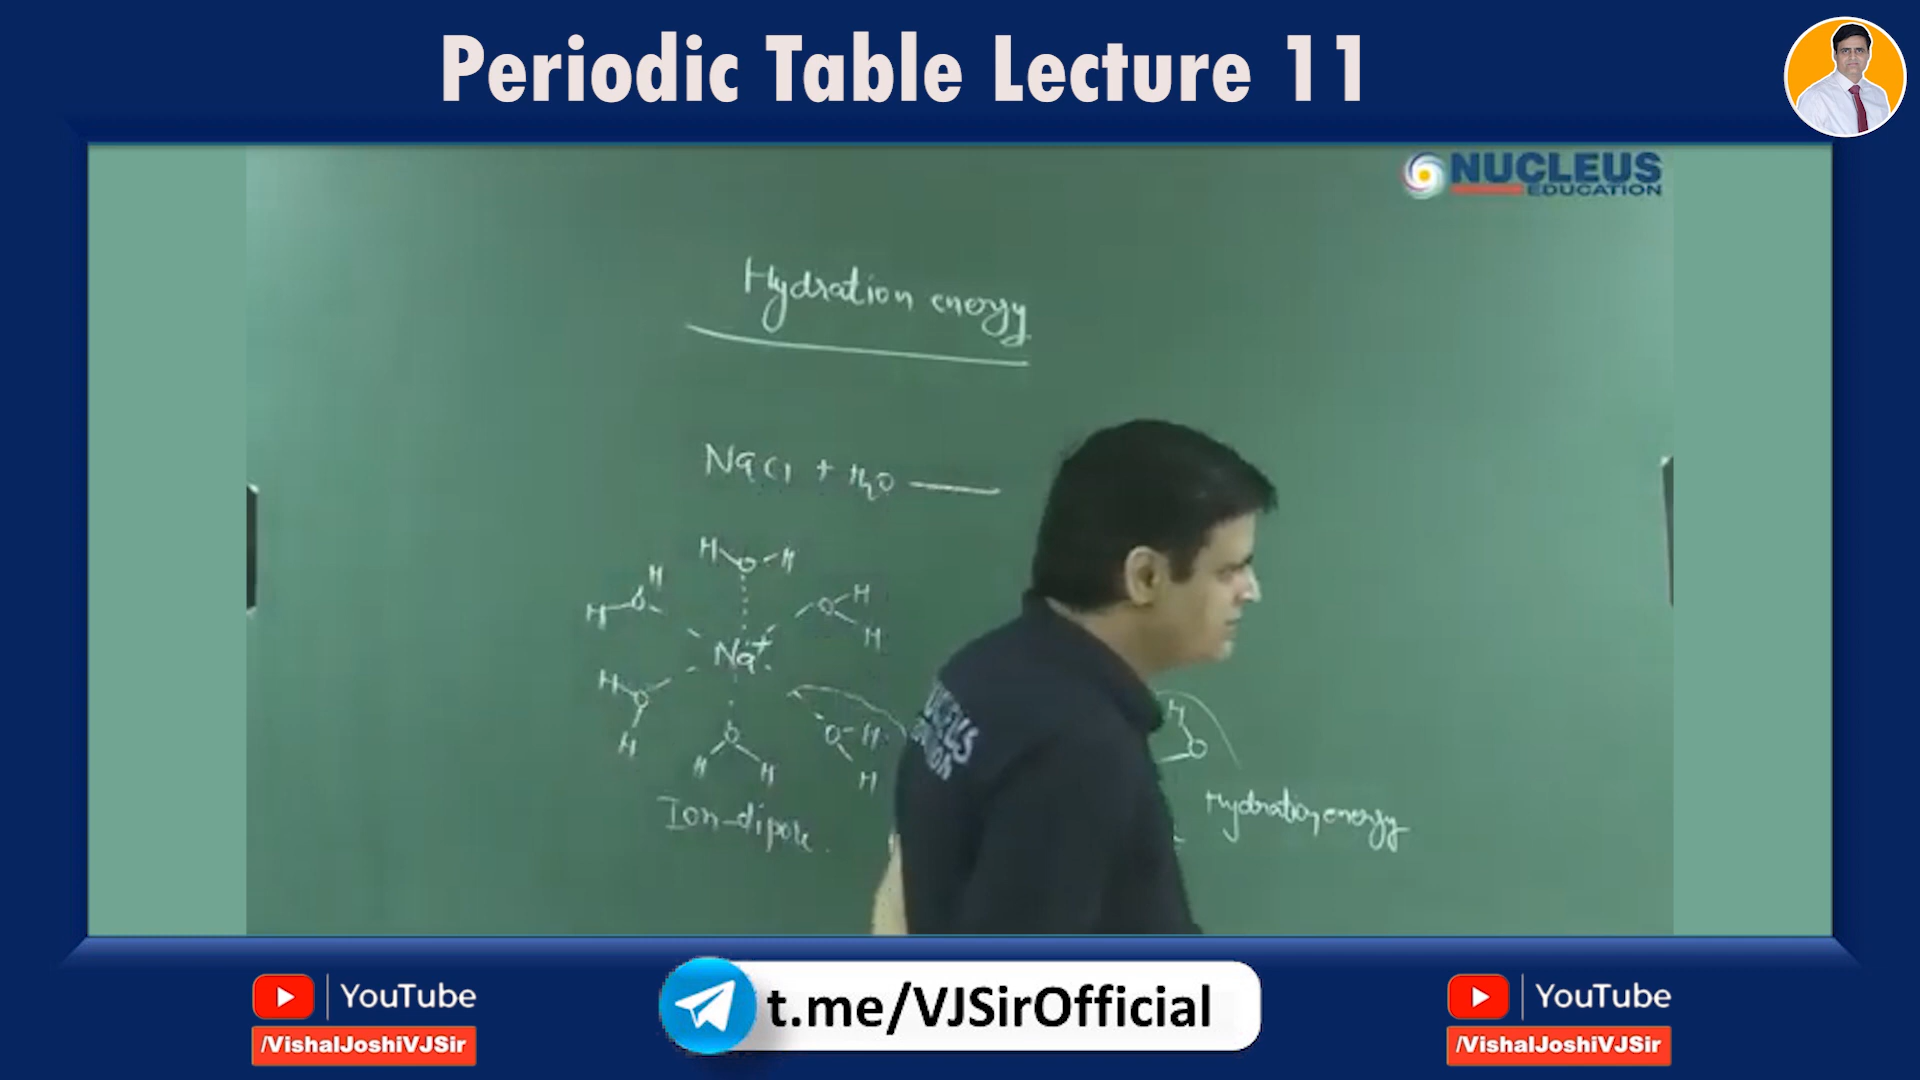 Periodic Table Lecture 11
NUCLEUS
EDUCATION
Hydration energy
NaCl + H₂O
H O H
H
H O
O H
H
Na⁺
H O
H
O
H H
O H
H
H
O
Ion-dipole
Hydration energy
YouTube
/VishalJoshiVJSir
t.me/VJSirOfficial
YouTube
/VishalJoshiVJSir